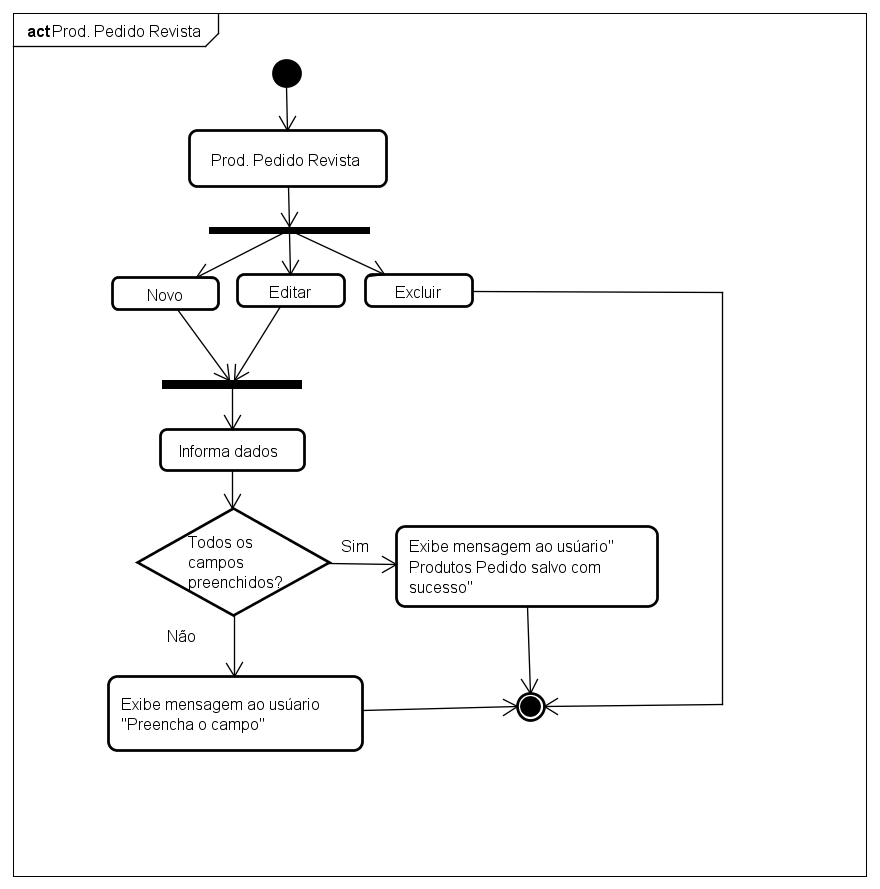 act Prod. Pedido Revista
Prod. Pedido Revista
Novo
Editar
Excluir
Informa dados
Todos os
campos
preenchidos?
Sim
Exibe mensagem ao usúario"
Produtos Pedido salvo com
sucesso"
Não
Exibe mensagem ao usúario
"Preencha o campo"